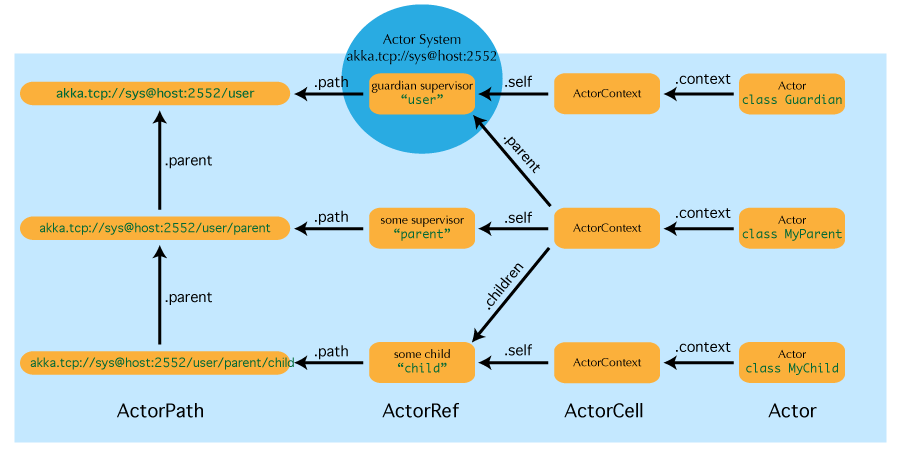 Actor System
akka.tcp://sys@host:2552
akka.tcp://sys@host:2552/user
.path
guardian supervisor
“user”
.self
ActorContext
.context
Actor
class Guardian
.parent
.parent
akka.tcp://sys@host:2552/user/parent
.path
some supervisor
“parent”
.self
ActorContext
.context
Actor
class MyParent
.parent
.children
akka.tcp://sys@host:2552/user/parent/child
.path
some child
“child”
.self
ActorContext
.context
Actor
class MyChild
ActorPath
ActorRef
ActorCell
Actor